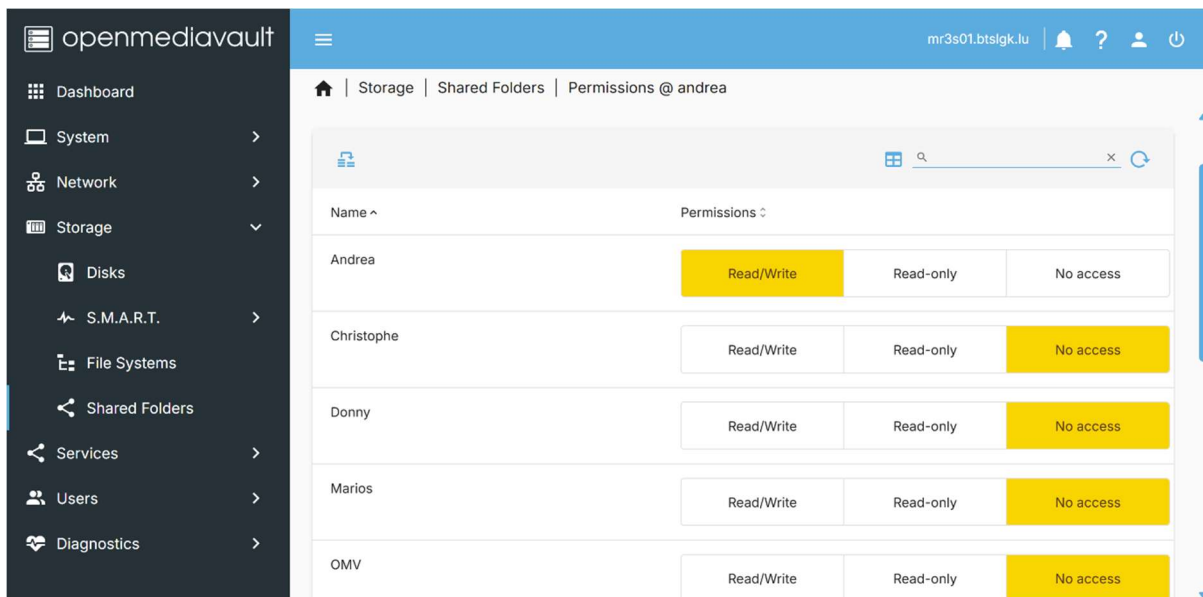 openmediavault
mr3s01.btslgk.lu
Dashboard
System
Network
Storage
Disks
S.M.A.R.T.
File Systems
Shared Folders
Services
Users
Diagnostics
Storage | Shared Folders | Permissions @ andrea
Name Permissions
Andrea Read/Write Read-only No access
Christophe Read/Write Read-only No access
Donny Read/Write Read-only No access
Marios Read/Write Read-only No access
OMV Read/Write Read-only No access